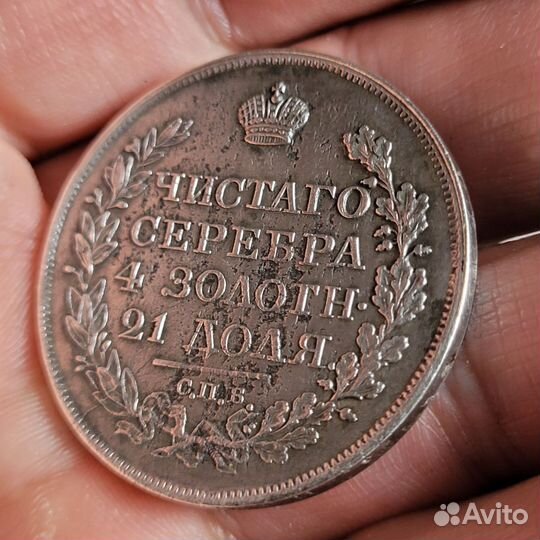 ЧИСТАГО
СЕРЕБРА
4 ЗОЛОТН·
21 ДОЛЯ
С.П.Б
Avito